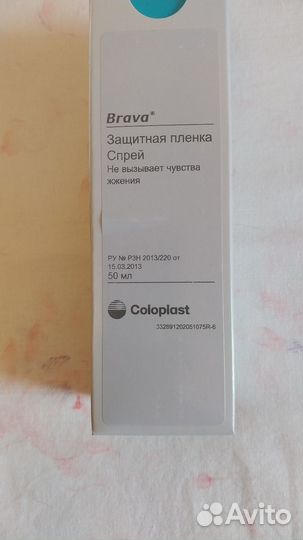 Brava®
Защитная пленка
Спрей
Не вызывает чувства
жжения
РУ № РЗН 2013/220 от
15.03.2013
50 мл
Coloplast
332891202051075R-6
Avito